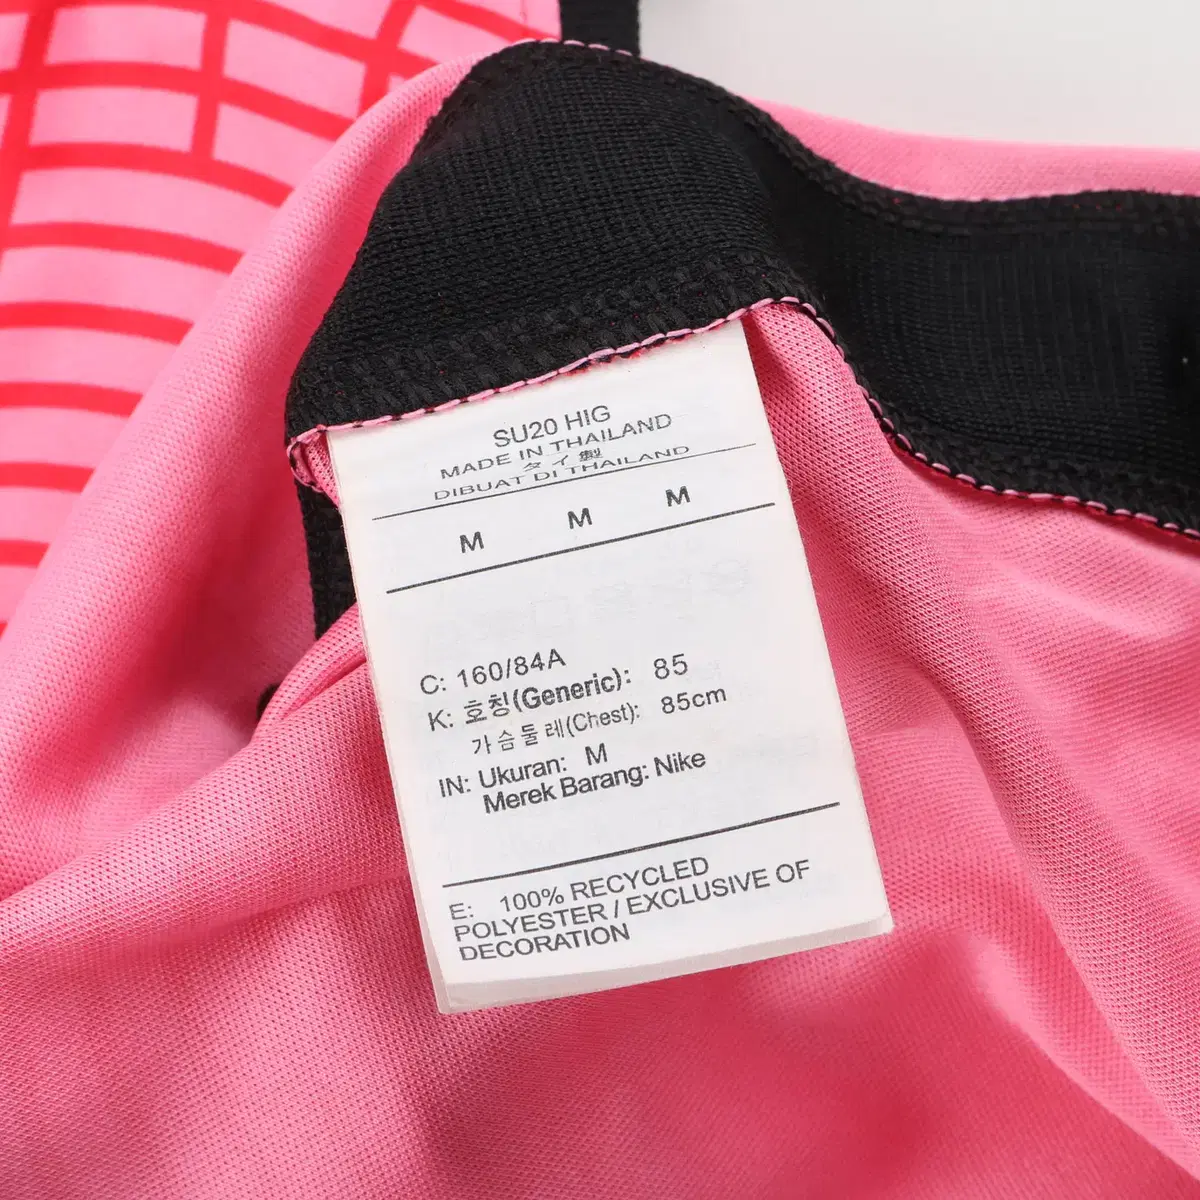 SU20 HIG
MADE IN THAILAND
タイ製
DIBUAT DI THAILAND
M M M
C: 160/84A
K: 호칭(Generic): 85
가슴둘레(Chest): 85cm
IN: Ukuran: M
Merek Barang: Nike
E: 100% RECYCLED
POLYESTER / EXCLUSIVE OF
DECORATION